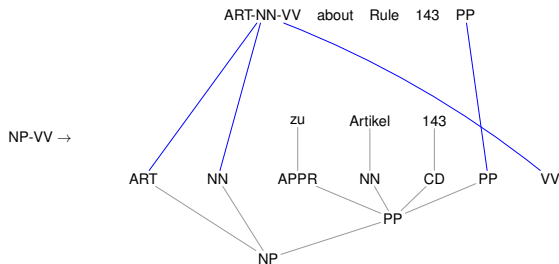 ART-NN-VV about Rule 143 PP
zu Artikel 143
NP-VV →
ART NN APPR NN CD PP VV
PP
NP